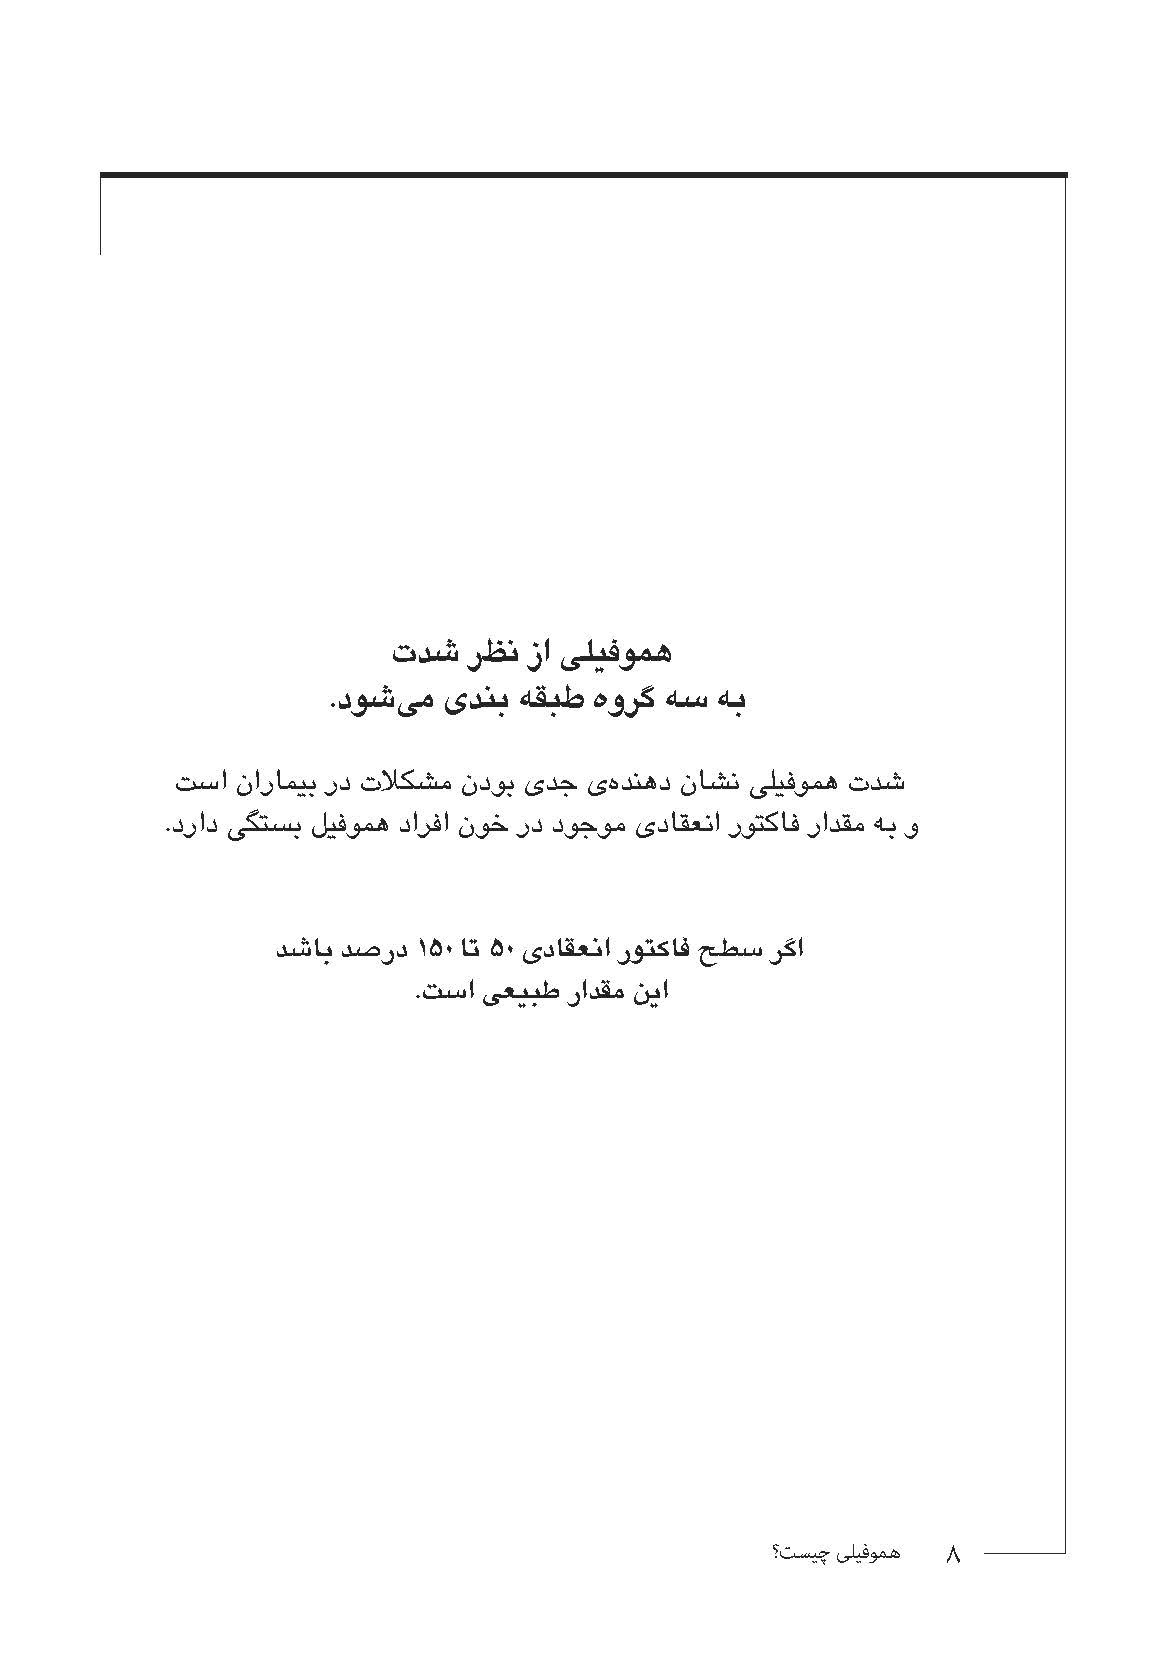 هموفیلی از نظر شدت
به سه گروه طبقه بندی می‌شود.
شدت هموفیلی نشان دهنده‌ی جدی بودن مشکلات در بیماران است
و به مقدار فاکتور انعقادی موجود در خون افراد هموفیل بستگی دارد.
اگر سطح فاکتور انعقادی ۵۰ تا ۱۵۰ درصد باشد
این مقدار طبیعی است.
۸ هموفیلی چیست؟